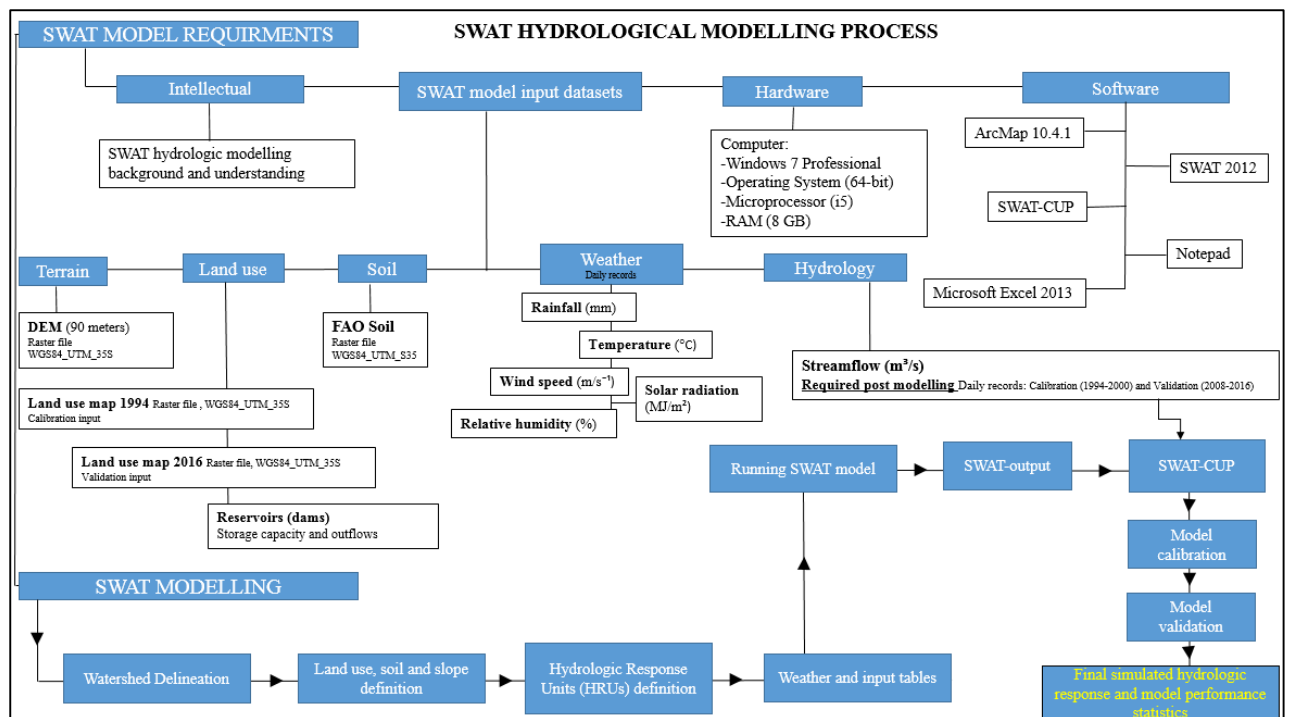 SWAT MODEL REQUIRMENTS
SWAT HYDROLOGICAL MODELLING PROCESS
Intellectual
SWAT model input datasets
Hardware
Software
SWAT hydrologic modelling
background and understanding
Computer:
-Windows 7 Professional
-Operating System (64-bit)
-Microprocessor (i5)
-RAM (8 GB)
ArcMap 10.4.1
SWAT 2012
SWAT-CUP
Notepad
Microsoft Excel 2013
Terrain
Land use
Soil
Weather
Daily records
Hydrology
DEM (90 meters)
Raster file
WGS84_UTM_35S
FAO Soil
Raster file
WGS84_UTM_S35
Rainfall (mm)
Temperature (°C)
Wind speed (m/s⁻¹)
Solar radiation
(MJ/m²)
Relative humidity (%)
Streamflow (m³/s)
Required post modelling Daily records: Calibration (1994-2000) and Validation (2008-2016)
Land use map 1994 Raster file , WGS84_UTM_35S
Calibration input
Land use map 2016 Raster file, WGS84_UTM_35S
Validation input
Reservoirs (dams)
Storage capacity and outflows
Running SWAT model
SWAT-output
SWAT-CUP
Model
calibration
Model
validation
SWAT MODELLING
Watershed Delineation
Land use, soil and slope
definition
Hydrologic Response
Units (HRUs) definition
Weather and input tables
Final simulated hydrologic
response and model performance
statistics